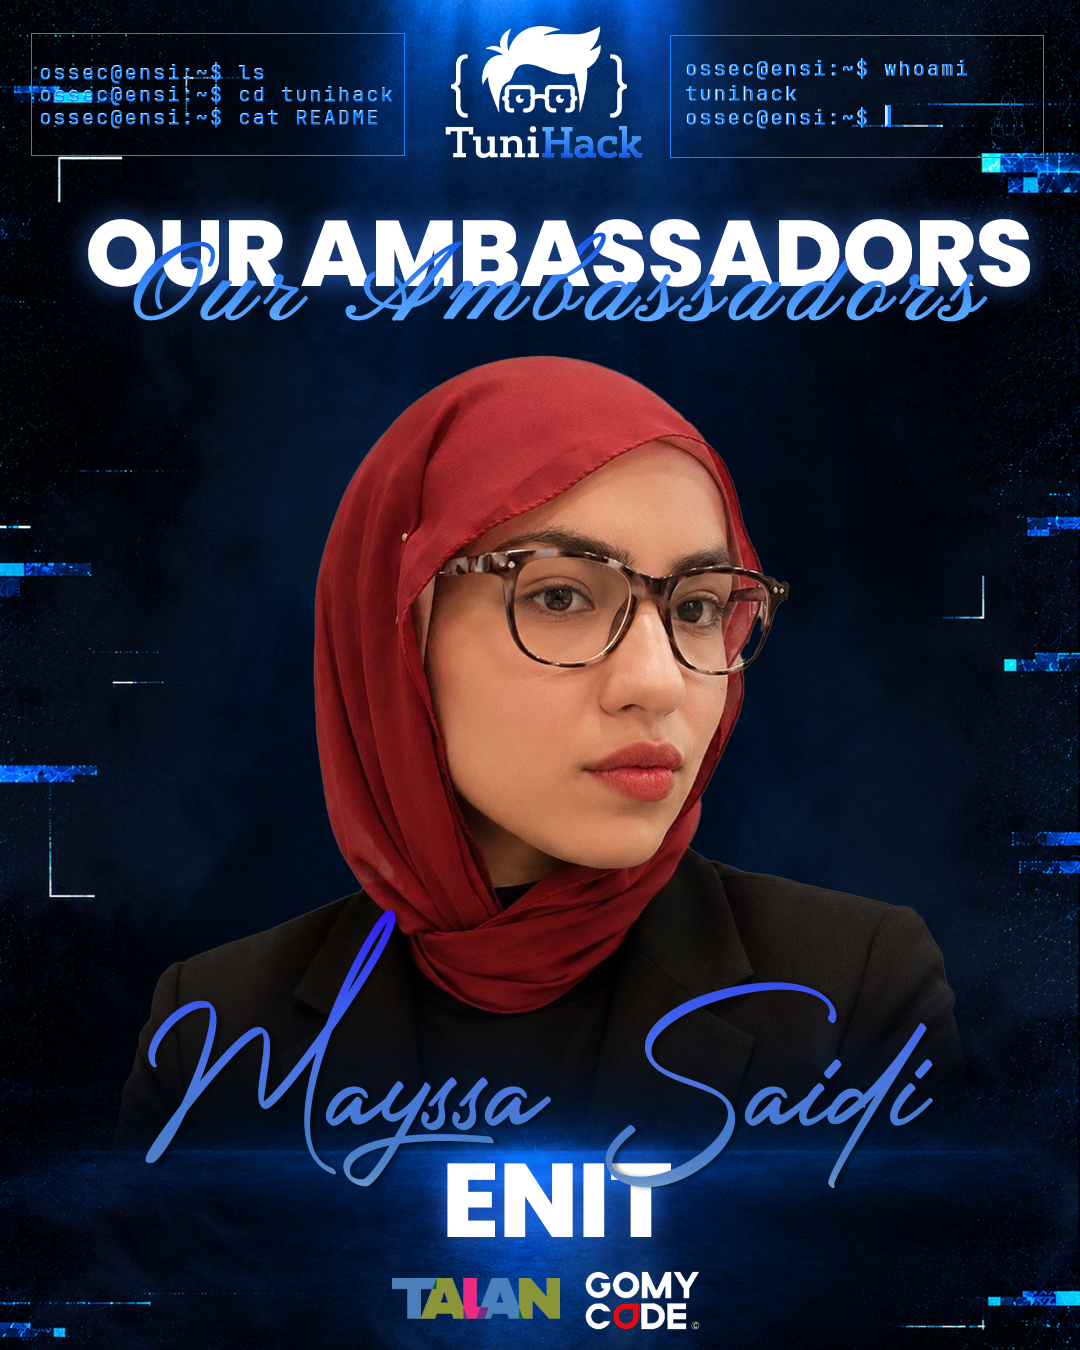 ossec@ensi:~$ ls
ossec@ensi:~$ cd tunihack
ossec@ensi:~$ cat README
{ }
TuniHack
ossec@ensi:~$ whoami
tunihack
ossec@ensi:~$
OUR AMBASSADORS
Our Ambassadors
Mayssa Saidi
ENIT
TALAN
GOMY
CODE
©